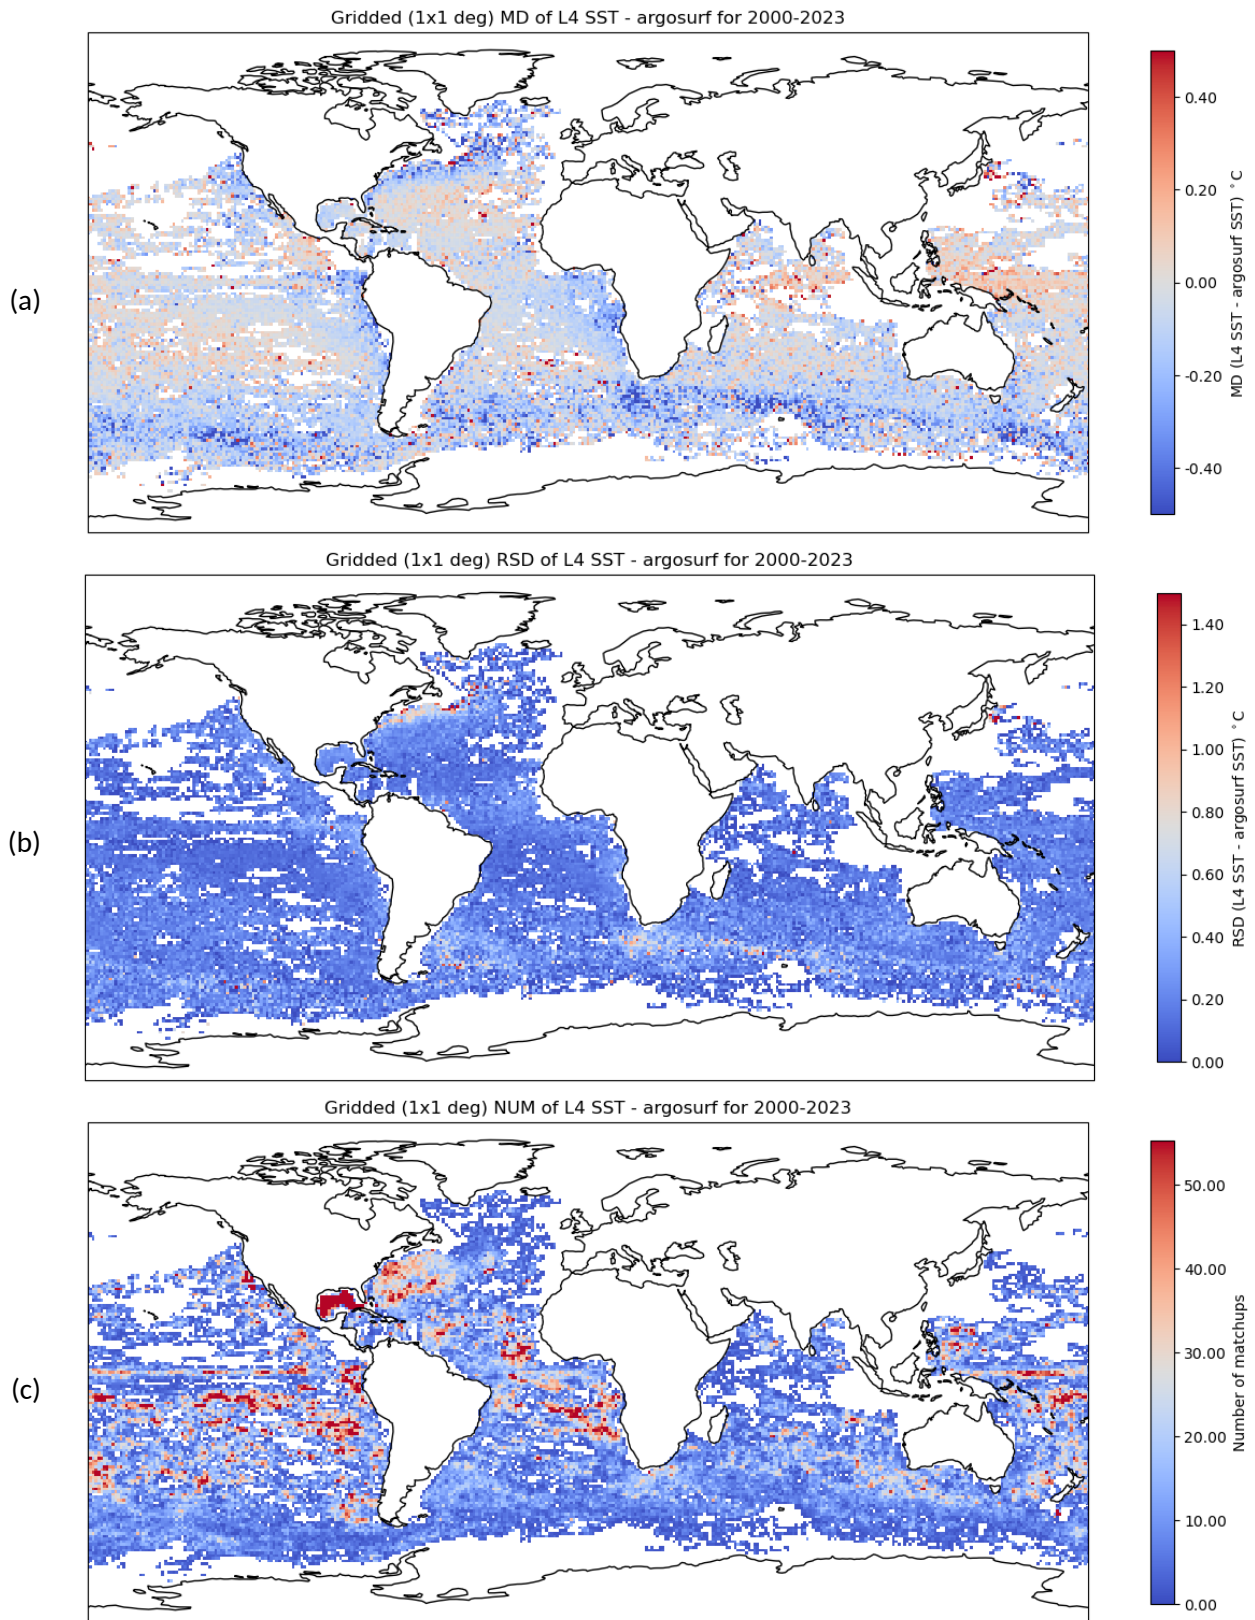 Gridded (1x1 deg) MD of L4 SST - argosurf for 2000-2023
(a)
0.40
0.20
0.00
-0.20
-0.40
MD (L4 SST - argosurf SST) °C
Gridded (1x1 deg) RSD of L4 SST - argosurf for 2000-2023
(b)
1.40
1.20
1.00
0.80
0.60
0.40
0.20
0.00
RSD (L4 SST - argosurf SST) °C
Gridded (1x1 deg) NUM of L4 SST - argosurf for 2000-2023
(c)
50.00
40.00
30.00
20.00
10.00
0.00
Number of matchups